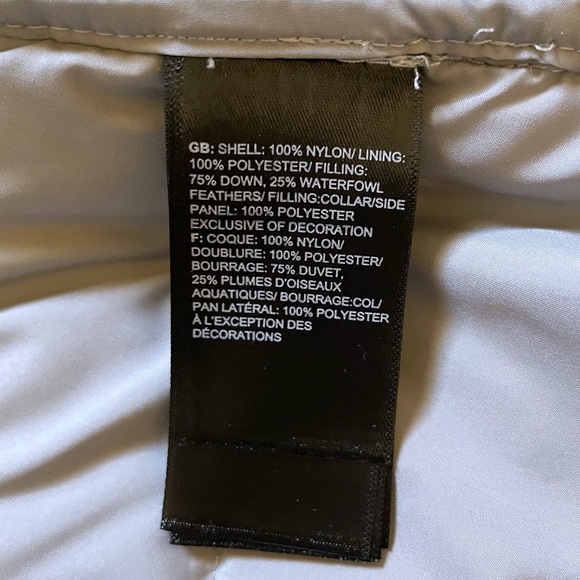 GB: SHELL: 100% NYLON/ LINING:
100% POLYESTER/ FILLING:
75% DOWN, 25% WATERFOWL
FEATHERS/ FILLING:COLLAR/SIDE
PANEL: 100% POLYESTER
EXCLUSIVE OF DECORATION
F: COQUE: 100% NYLON/
DOUBLURE: 100% POLYESTER/
BOURRAGE: 75% DUVET,
25% PLUMES D'OISEAUX
AQUATIQUES/ BOURRAGE:COL/
PAN LATÉRAL: 100% POLYESTER
À L'EXCEPTION DES
DÉCORATIONS